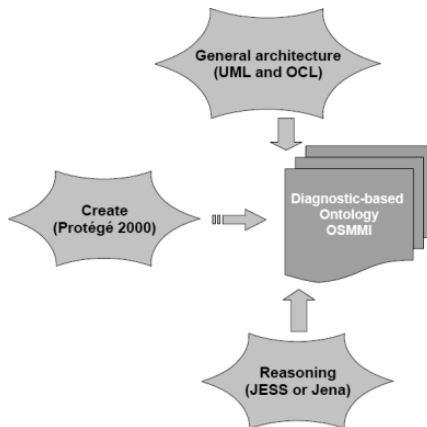 General architecture
(UML and OCL)
Create
(Protégé 2000)
Diagnostic-based
Ontology
OSMMI
Reasoning
(JESS or Jena)